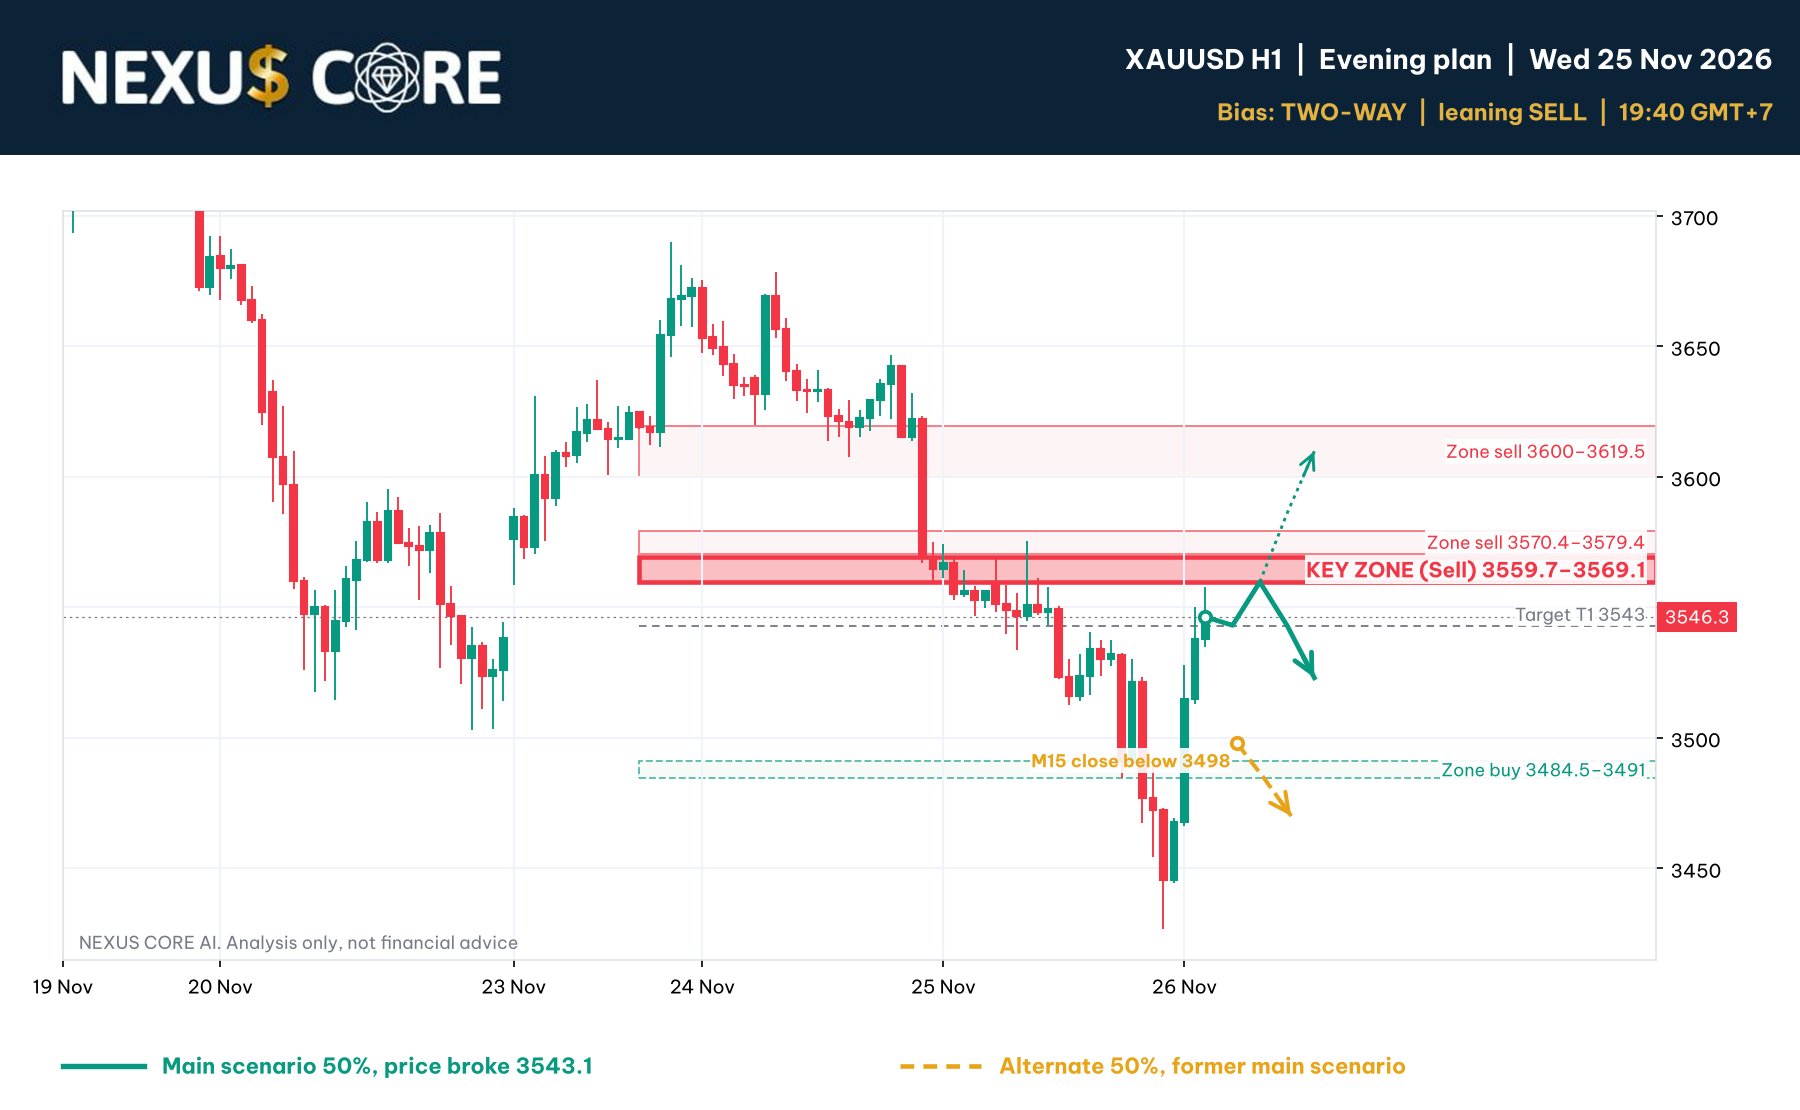 NEXU$ CORE
XAUUSD H1 | Evening plan | Wed 25 Nov 2026
Bias: TWO-WAY | leaning SELL | 19:40 GMT+7
3700
3650
Zone sell 3600–3619.5
3600
Zone sell 3570.4–3579.4
KEY ZONE (Sell) 3559.7–3569.1
Target T1 3543
3546.3
3500
M15 close below 3498
Zone buy 3484.5–3491
3450
NEXUS CORE AI. Analysis only, not financial advice
19 Nov
20 Nov
23 Nov
24 Nov
25 Nov
26 Nov
Main scenario 50%, price broke 3543.1
Alternate 50%, former main scenario